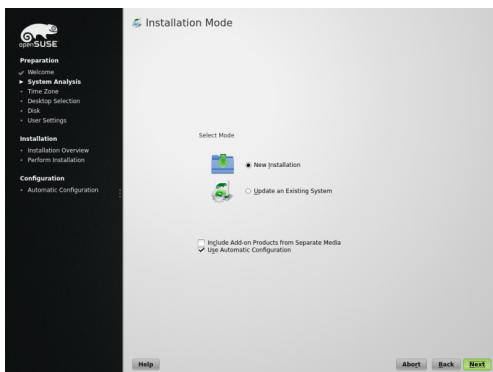 openSUSE
Preparation
Welcome
System Analysis
Time Zone
Desktop Selection
Disk
User Settings
Installation
Installation Overview
Perform Installation
Configuration
Automatic Configuration
Installation Mode
Select Mode
New Installation
Update an Existing System
Include Add-on Products from Separate Media
Use Automatic Configuration
Help
Abort
Back
Next